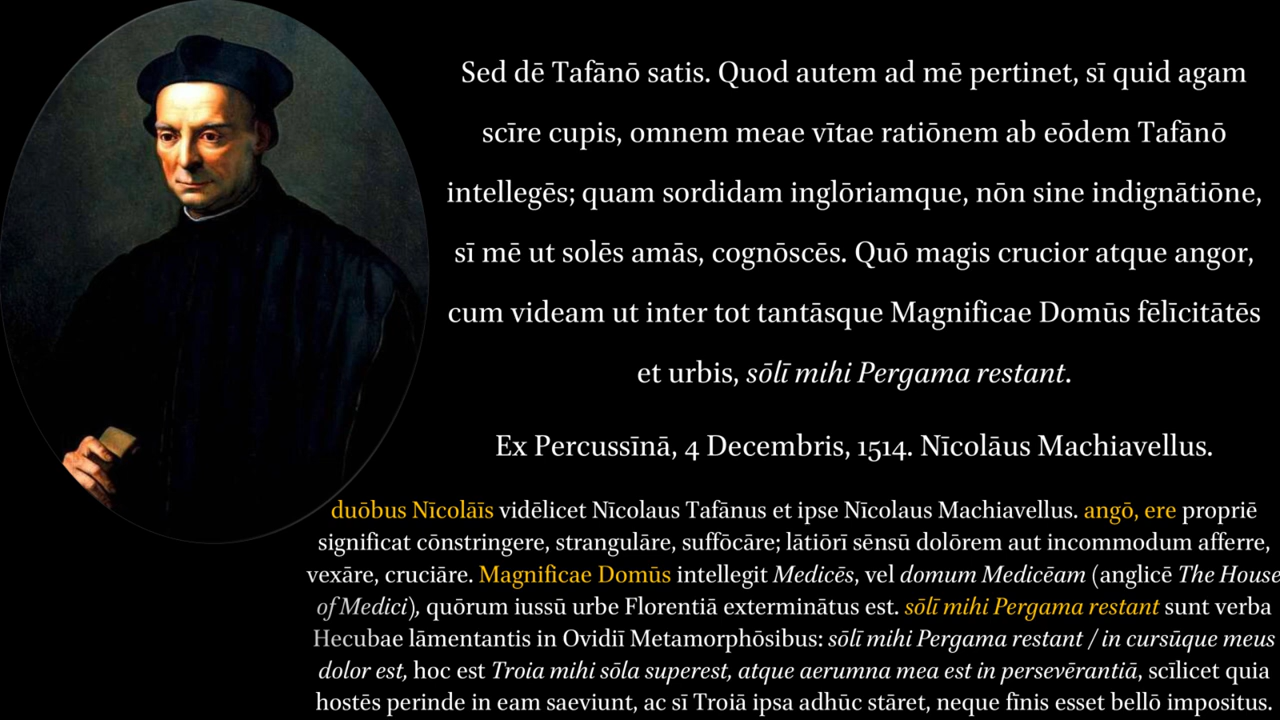 Sed dē Tafānō satis. Quod autem ad mē pertinet, sī quid agam
scīre cupis, omnem meae vītae ratiōnem ab eōdem Tafānō
intellegēs; quam sordidam inglōriamque, nōn sine indignātiōne,
sī mē ut solēs amās, cognōscēs. Quō magis crucior atque angor,
cum videam ut inter tot tantāsque Magnificae Domūs fēlīcitātēs
et urbis, sōlī mihi Pergama restant.
Ex Percussīnā, 4 Decembris, 1514. Nīcolāus Machiavellus.
duōbus Nīcolāīs vidēlicet Nīcolaus Tafānus et ipse Nīcolaus Machiavellus. angō, ere propriē
significat cōnstringere, strangulāre, suffōcāre; lātiōrī sēnsū dolōrem aut incommodum afferre,
vexāre, cruciāre. Magnificae Domūs intellegit Medicēs, vel domum Medicēam (anglicē The House
of Medici), quōrum iussū urbe Florentiā exterminātus est. sōlī mihi Pergama restant sunt verba
Hecubae lāmentantis in Ovidiī Metamorphōsibus: sōlī mihi Pergama restant / in cursūque meus
dolor est, hoc est Troia mihi sōla superest, atque aerumna mea est in persevērantiā, scīlicet quia
hostēs perinde in eam saeviunt, ac sī Troiā ipsa adhūc stāret, neque fīnis esset bellō impositus.